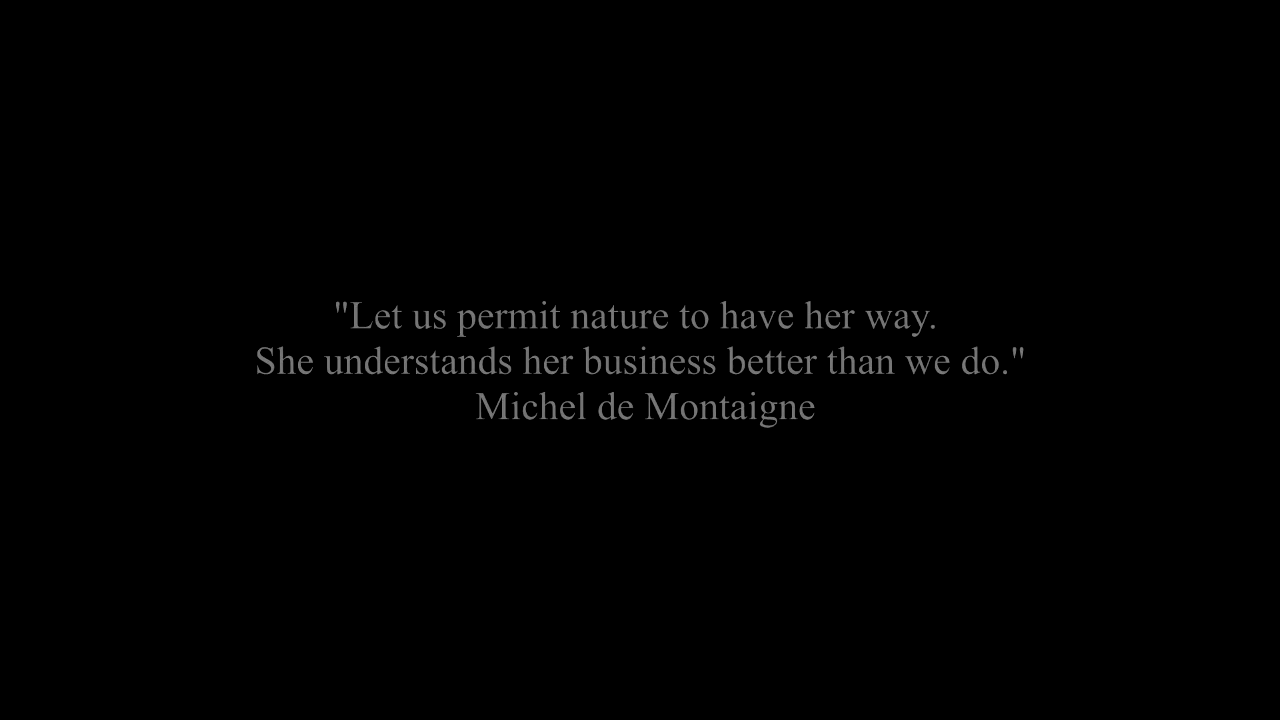 "Let us permit nature to have her way.
She understands her business better than we do."
Michel de Montaigne